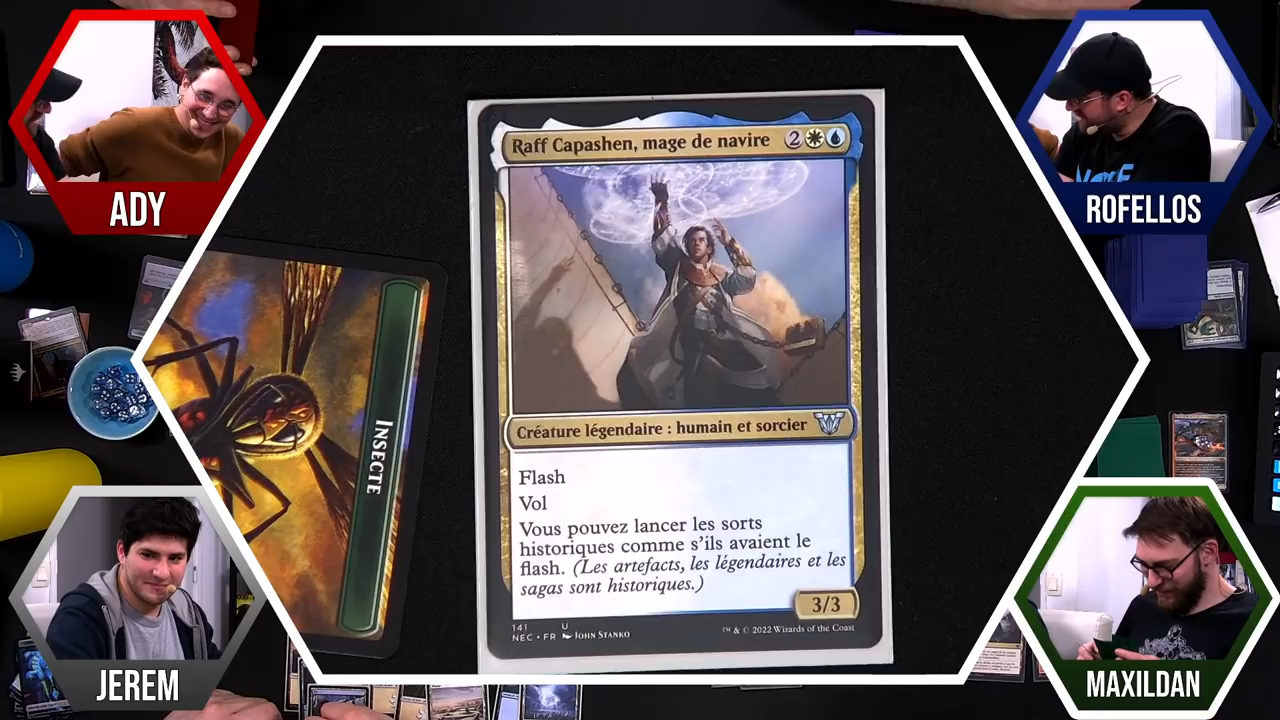 ADY
ROFELLOS
Raff Capashen, mage de navire 2
Créature légendaire : humain et sorcier
Flash
Vol
Vous pouvez lancer les sorts
historiques comme s'ils avaient le
flash. (Les artefacts, les légendaires et les
sagas sont historiques.)
3/3
141 U
NEC • FR JOHN STANKO
™ & © 2022 Wizards of the Coast
INSECTE
JEREM
MAXILDAN